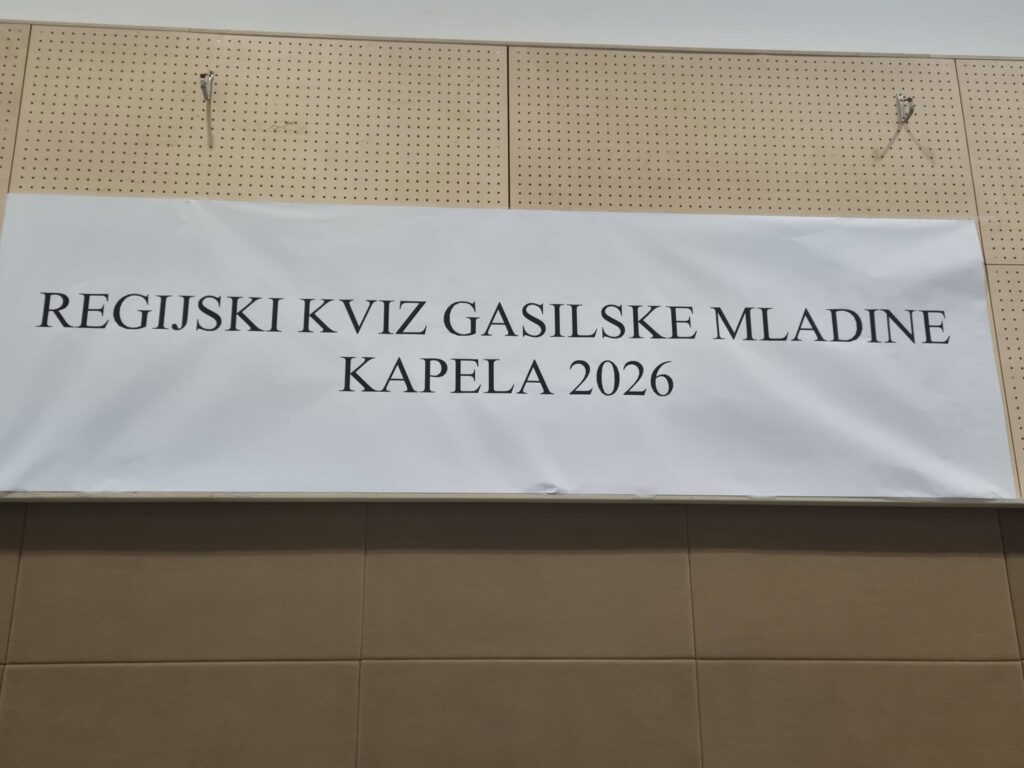 REGIJSKI KVIZ GASILSKE MLADINE
KAPELA 2026